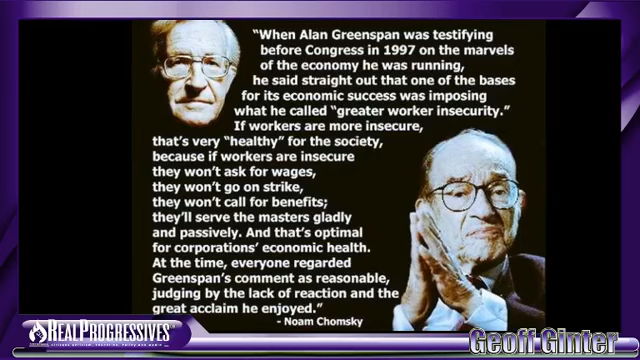 “When Alan Greenspan was testifying
before Congress in 1997 on the marvels
of the economy he was running,
he said straight out that one of the bases
for its economic success was imposing
what he called “greater worker insecurity.”
If workers are more insecure,
that’s very “healthy” for the society,
because if workers are insecure
they won’t ask for wages,
they won’t go on strike,
they won’t call for benefits;
they’ll serve the masters gladly
and passively. And that’s optimal
for corporations’ economic health.
At the time, everyone regarded
Greenspan’s comment as reasonable,
judging by the lack of reaction and the
great acclaim he enjoyed.”
- Noam Chomsky
REALPROGRESSIVES
Geoff Ginter